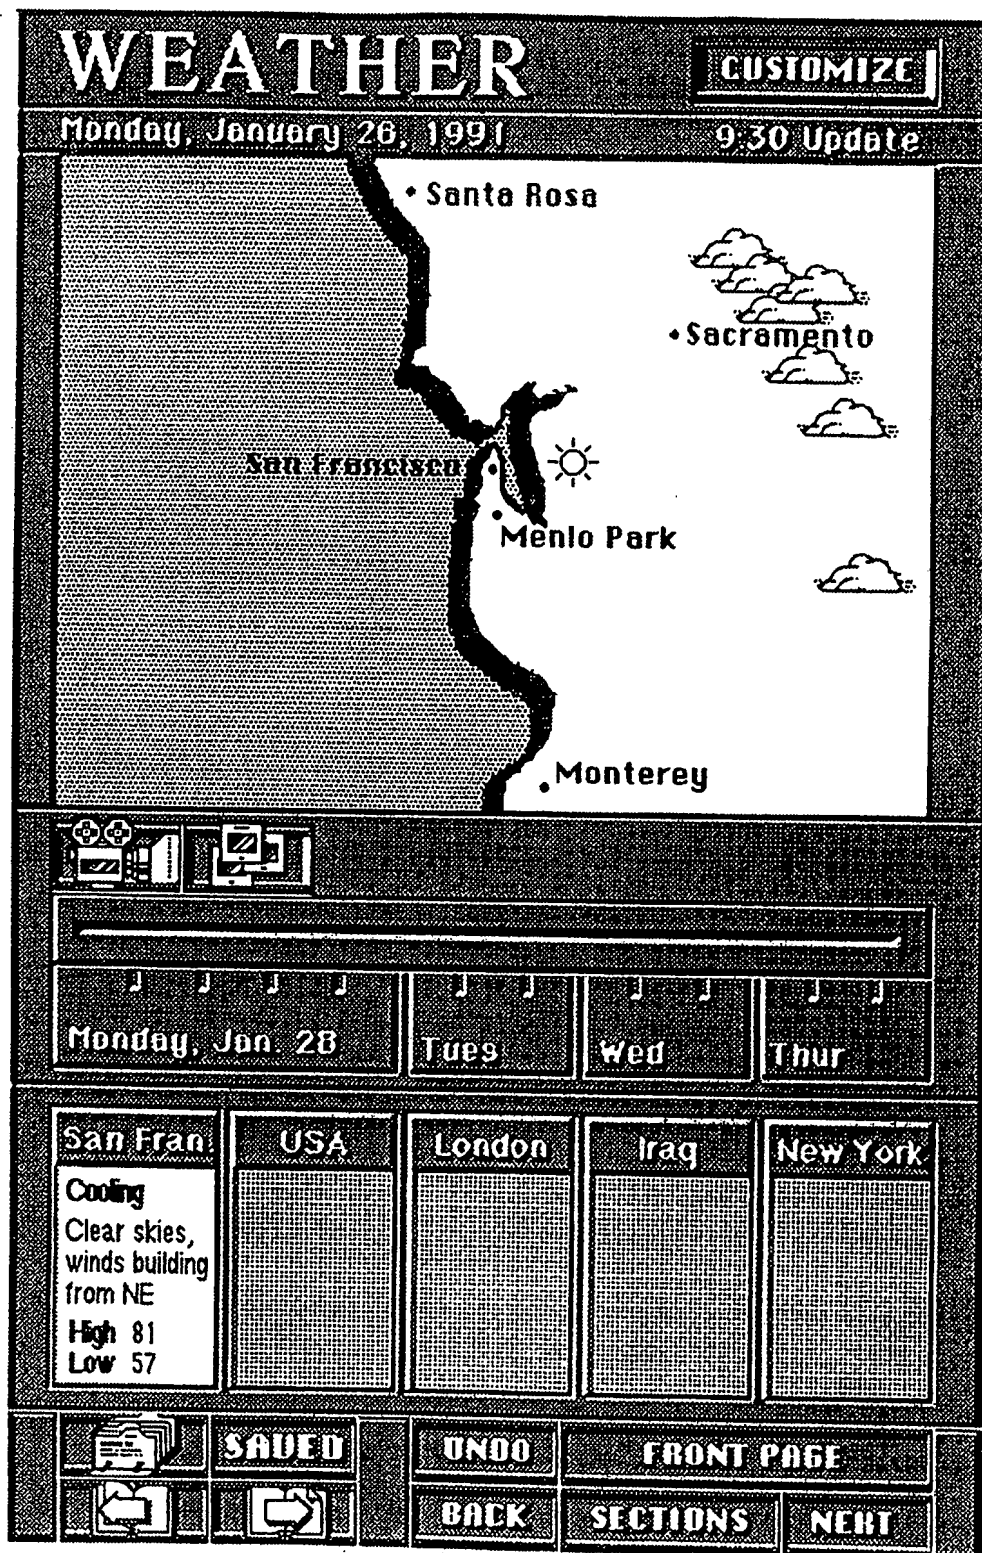 WEATHER
CUSTOMIZE
Monday, January 28, 1991
9:30 Update
Santa Rosa
Sacramento
San Francisco
Menlo Park
Monterey
Monday, Jan. 28
Tues
Wed
Thur
San Fran.
USA
London
Iraq
New York
Cooling
Clear skies,
winds building
from NE
High 81
Low 57
SAVED
UNDO
FRONT PAGE
BACK
SECTIONS
NEXT